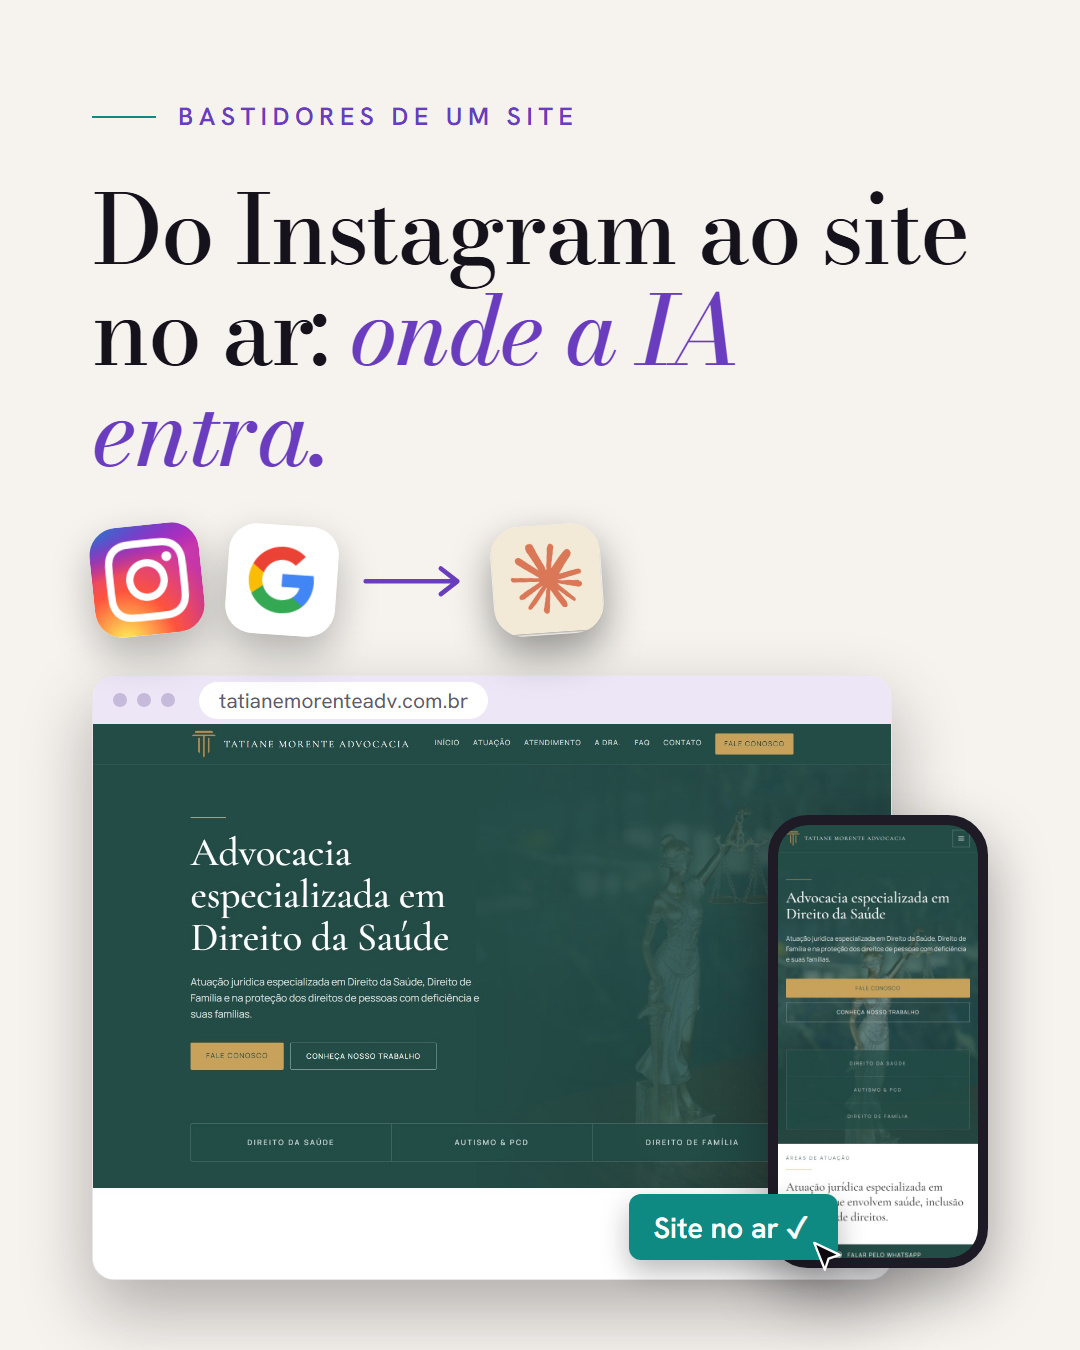 BASTIDORES DE UM SITE
Do Instagram ao site
no ar: onde a IA
entra.
tatianemorenteadv.com.br
TATIANE MORENTE ADVOCACIA
INÍCIO ATUAÇÃO ATENDIMENTO A DRA. FAQ CONTATO FALE CONOSCO
Advocacia
especializada em
Direito da Saúde
Atuação jurídica especializada em Direito da Saúde, Direito de
Família e na proteção dos direitos de pessoas com deficiência e
suas famílias.
FALE CONOSCO CONHEÇA NOSSO TRABALHO
DIREITO DA SAÚDE AUTISMO & PCD DIREITO DE FAMÍLIA
TATIANE MORENTE ADVOCACIA
Advocacia especializada em
Direito da Saúde
Atuação jurídica especializada em Direito da Saúde, Direito de
Família e na proteção dos direitos de pessoas com deficiência
e suas famílias.
FALE CONOSCO
CONHEÇA NOSSO TRABALHO
DIREITO DA SAÚDE
AUTISMO & PCD
DIREITO DE FAMÍLIA
ÁREAS DE ATUAÇÃO
Atuação jurídica especializada em
envolvem saúde, inclusão
de direitos.
FALAR PELO WHATSAPP
Site no ar ✓